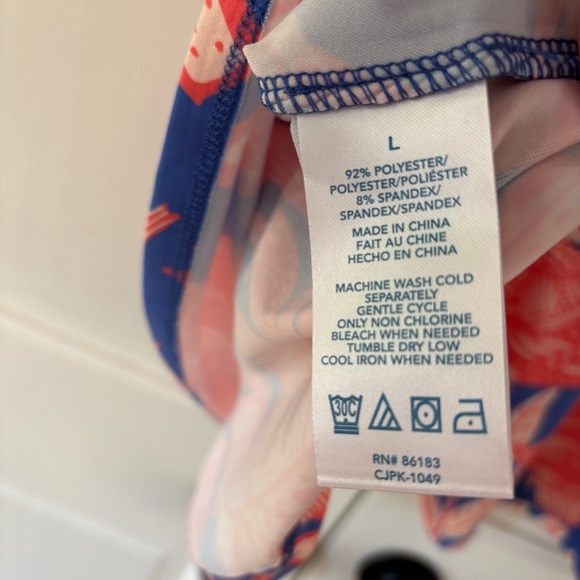 L
92% POLYESTER/
POLYESTER/POLIÉSTER
8% SPANDEX/
SPANDEX/SPANDEX
MADE IN CHINA
FAIT AU CHINE
HECHO EN CHINA
MACHINE WASH COLD
SEPARATELY
GENTLE CYCLE
ONLY NON CHLORINE
BLEACH WHEN NEEDED
TUMBLE DRY LOW
COOL IRON WHEN NEEDED
30C
RN# 86183
CJPK-1049